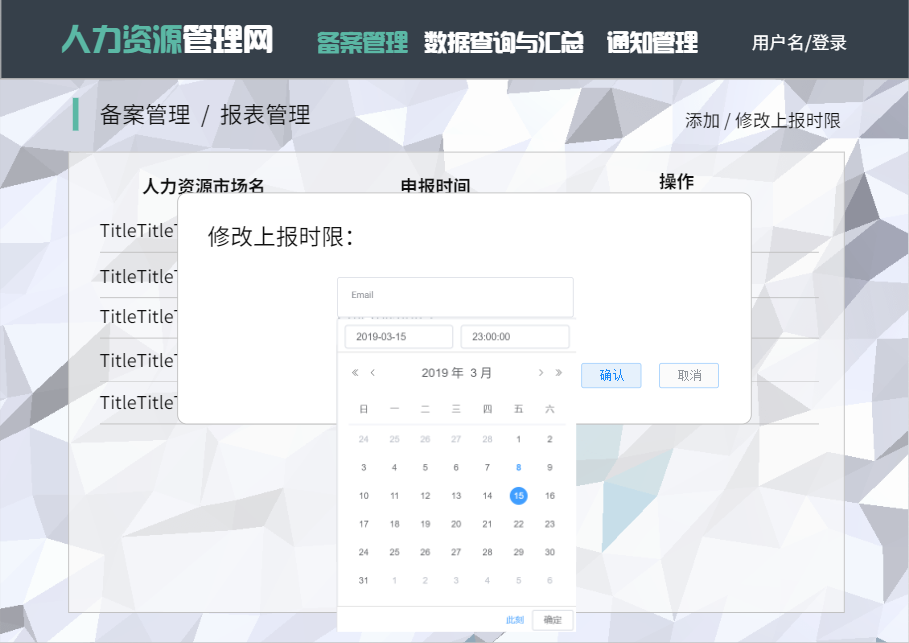 人力资源管理网 备案管理 数据查询与汇总 通知管理 用户名/登录
备案管理 / 报表管理
添加 / 修改上报时限
人力资源市场名 申报时间 操作
TitleTitleT
TitleTitleT
TitleTitleT
TitleTitleT
TitleTitleT
修改上报时限：
Email
2019-03-15 23:00:00
« ‹ 2019 年 3 月 › »
日 一 二 三 四 五 六
24 25 26 27 28 1 2
3 4 5 6 7 8 9
10 11 12 13 14 15 16
17 18 19 20 21 22 23
24 25 26 27 28 29 30
31 1 2 3 4 5 6
此刻 确定
确认 取消